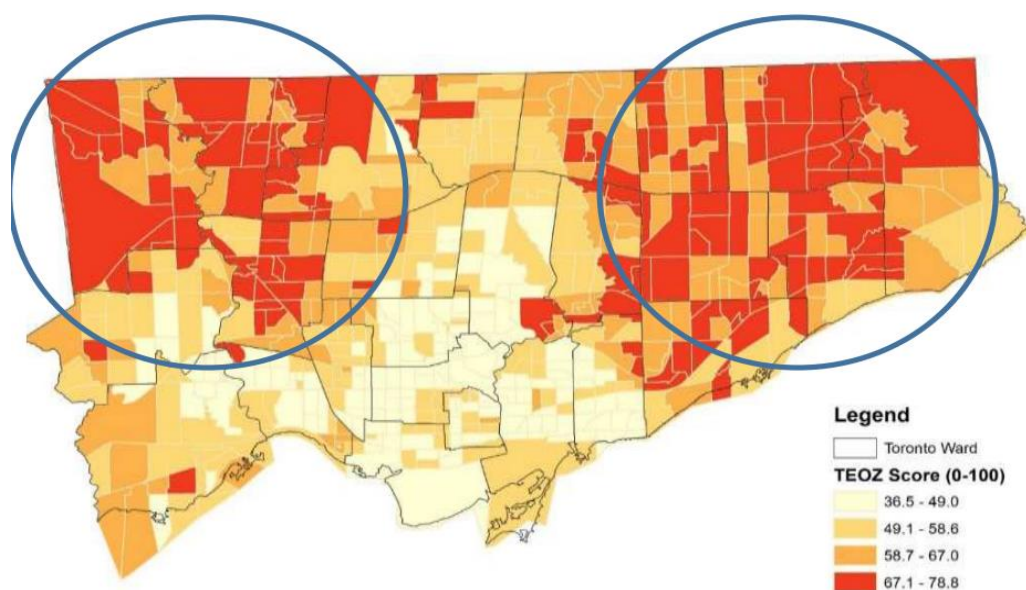 Legend
Toronto Ward
TEOZ Score (0-100)
36.5 - 49.0
49.1 - 58.6
58.7 - 67.0
67.1 - 78.8